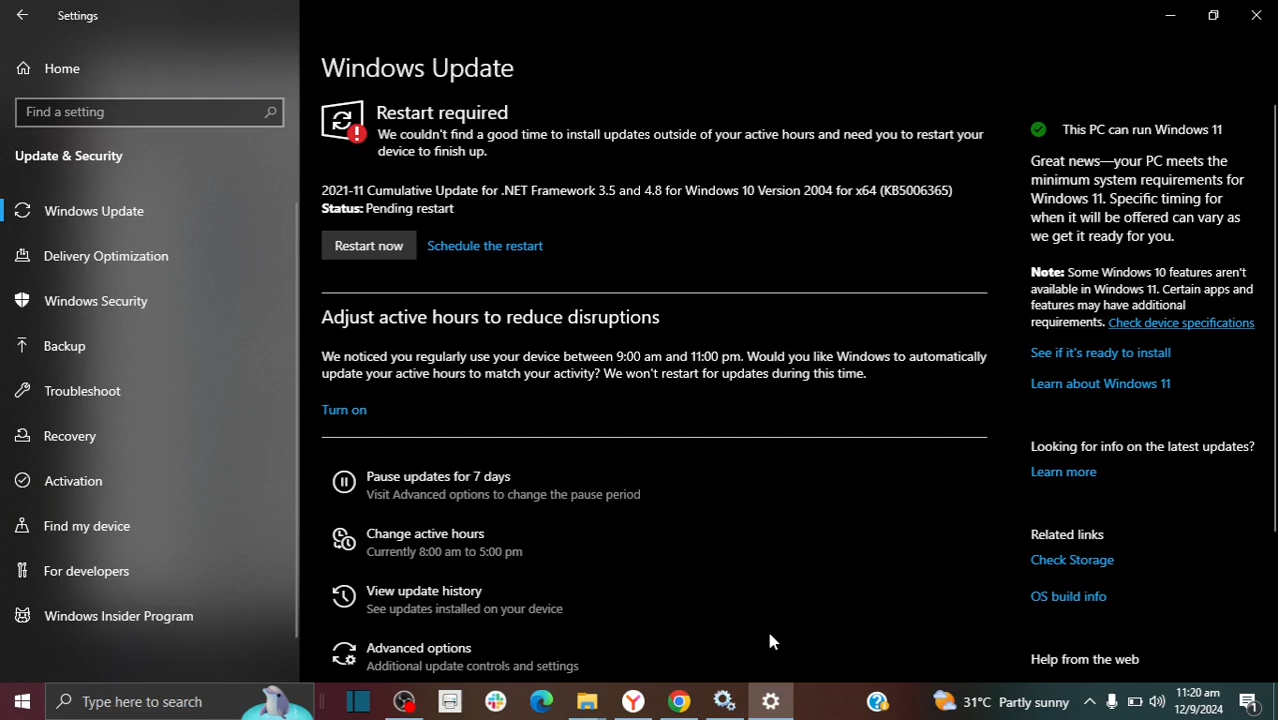 Settings
Home
Find a setting
Update & Security
Windows Update
Delivery Optimization
Windows Security
Backup
Troubleshoot
Recovery
Activation
Find my device
For developers
Windows Insider Program
Windows Update
Restart required
We couldn't find a good time to install updates outside of your active hours and need you to restart your
device to finish up.
2021-11 Cumulative Update for .NET Framework 3.5 and 4.8 for Windows 10 Version 2004 for x64 (KB5006365)
Status: Pending restart
Restart now Schedule the restart
Adjust active hours to reduce disruptions
We noticed you regularly use your device between 9:00 am and 11:00 pm. Would you like Windows to automatically
update your active hours to match your activity? We won't restart for updates during this time.
Turn on
Pause updates for 7 days
Visit Advanced options to change the pause period
Change active hours
Currently 8:00 am to 5:00 pm
View update history
See updates installed on your device
Advanced options
Additional update controls and settings
This PC can run Windows 11
Great news—your PC meets the
minimum system requirements for
Windows 11. Specific timing for
when it will be offered can vary as
we get it ready for you.
Note: Some Windows 10 features aren't
available in Windows 11. Certain apps and
features may have additional
requirements. Check device specifications
See if it's ready to install
Learn about Windows 11
Looking for info on the latest updates?
Learn more
Related links
Check Storage
OS build info
Help from the web
Type here to search
31°C Partly sunny
11:20 am
12/9/2024
1